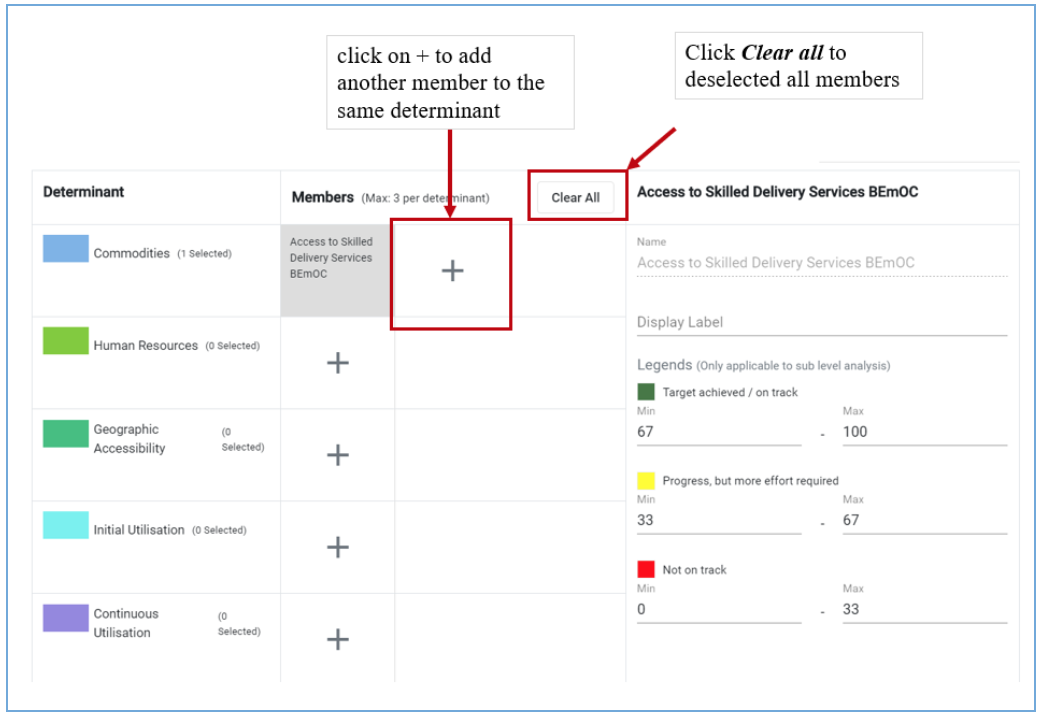 click on + to add
another member to the
same determinant
Click Clear all to
deselected all members
Determinant
Members (Max: 3 per determinant)
Clear All
Access to Skilled Delivery Services BEmOC
Commodities (1 Selected)
Access to Skilled
Delivery Services
BEmOC
+
Name
Access to Skilled Delivery Services BEmOC
Display Label
Human Resources (0 Selected)
+
Legends (Only applicable to sub level analysis)
Target achieved / on track
Min Max
67 - 100
Geographic (0
Accessibility Selected)
+
Progress, but more effort required
Min Max
33 - 67
Initial Utilisation (0 Selected)
+
Not on track
Min Max
0 - 33
Continuous (0
Utilisation Selected)
+